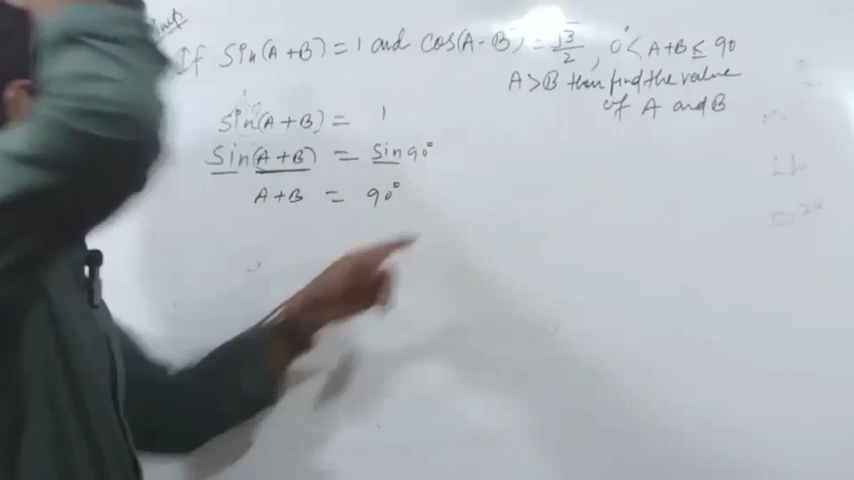 Imp
If Sin(A+B) = 1 and cos(A-B) = √3/2, 0°< A+B ≤ 90
A>B then find the value
of A and B
Sin(A+B) = 1
Sin(A+B) = Sin90°
A+B = 90°